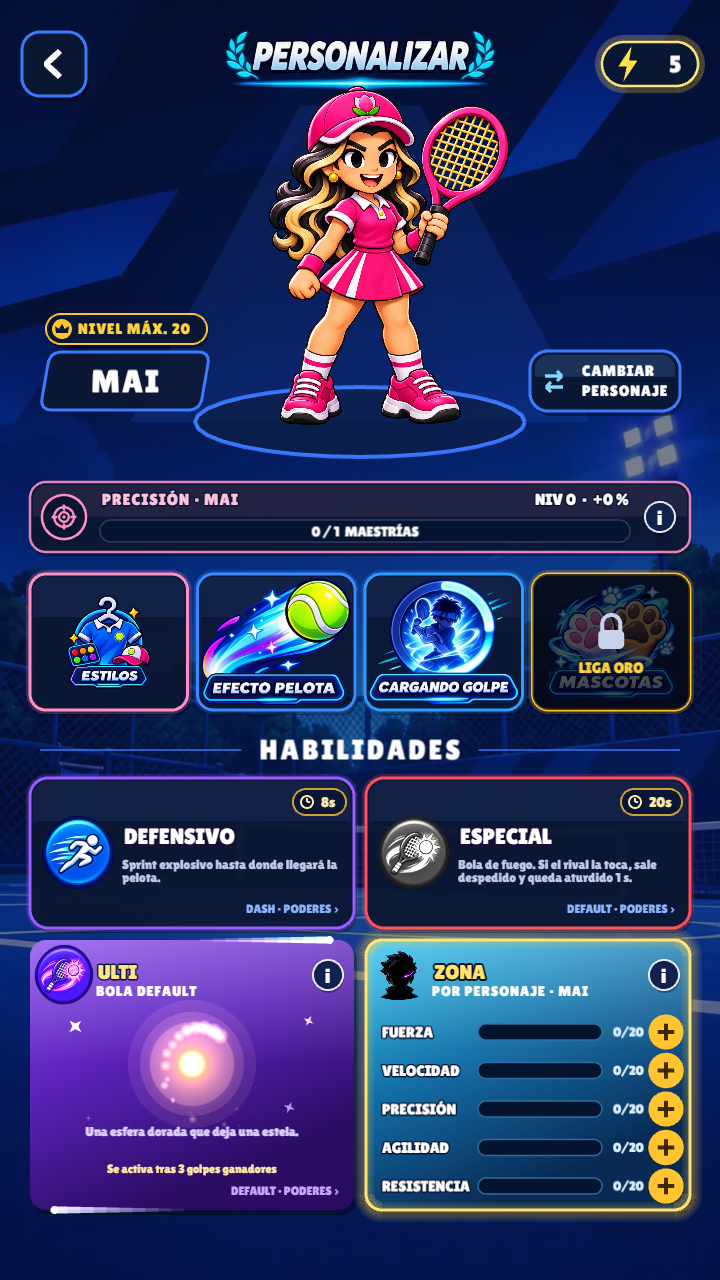 PERSONALIZAR
5
NIVEL MÁX. 20
MAI
CAMBIAR
PERSONAJE
PRECISIÓN · MAI
NIV 0 · +0 %
0/1 MAESTRÍAS
i
ESTILOS
EFECTO PELOTA
CARGANDO GOLPE
LIGA ORO
MASCOTAS
HABILIDADES
8s
DEFENSIVO
Sprint explosivo hasta donde llegará la
pelota.
DASH · PODERES ›
20s
ESPECIAL
Bola de fuego. Si el rival la toca, sale
despedido y queda aturdido 1 s.
DEFAULT · PODERES ›
ULTI
BOLA DEFAULT
i
Una esfera dorada que deja una estela.
Se activa tras 3 golpes ganadores
DEFAULT · PODERES ›
ZONA
POR PERSONAJE · MAI
i
FUERZA 0/20 +
VELOCIDAD 0/20 +
PRECISIÓN 0/20 +
AGILIDAD 0/20 +
RESISTENCIA 0/20 +